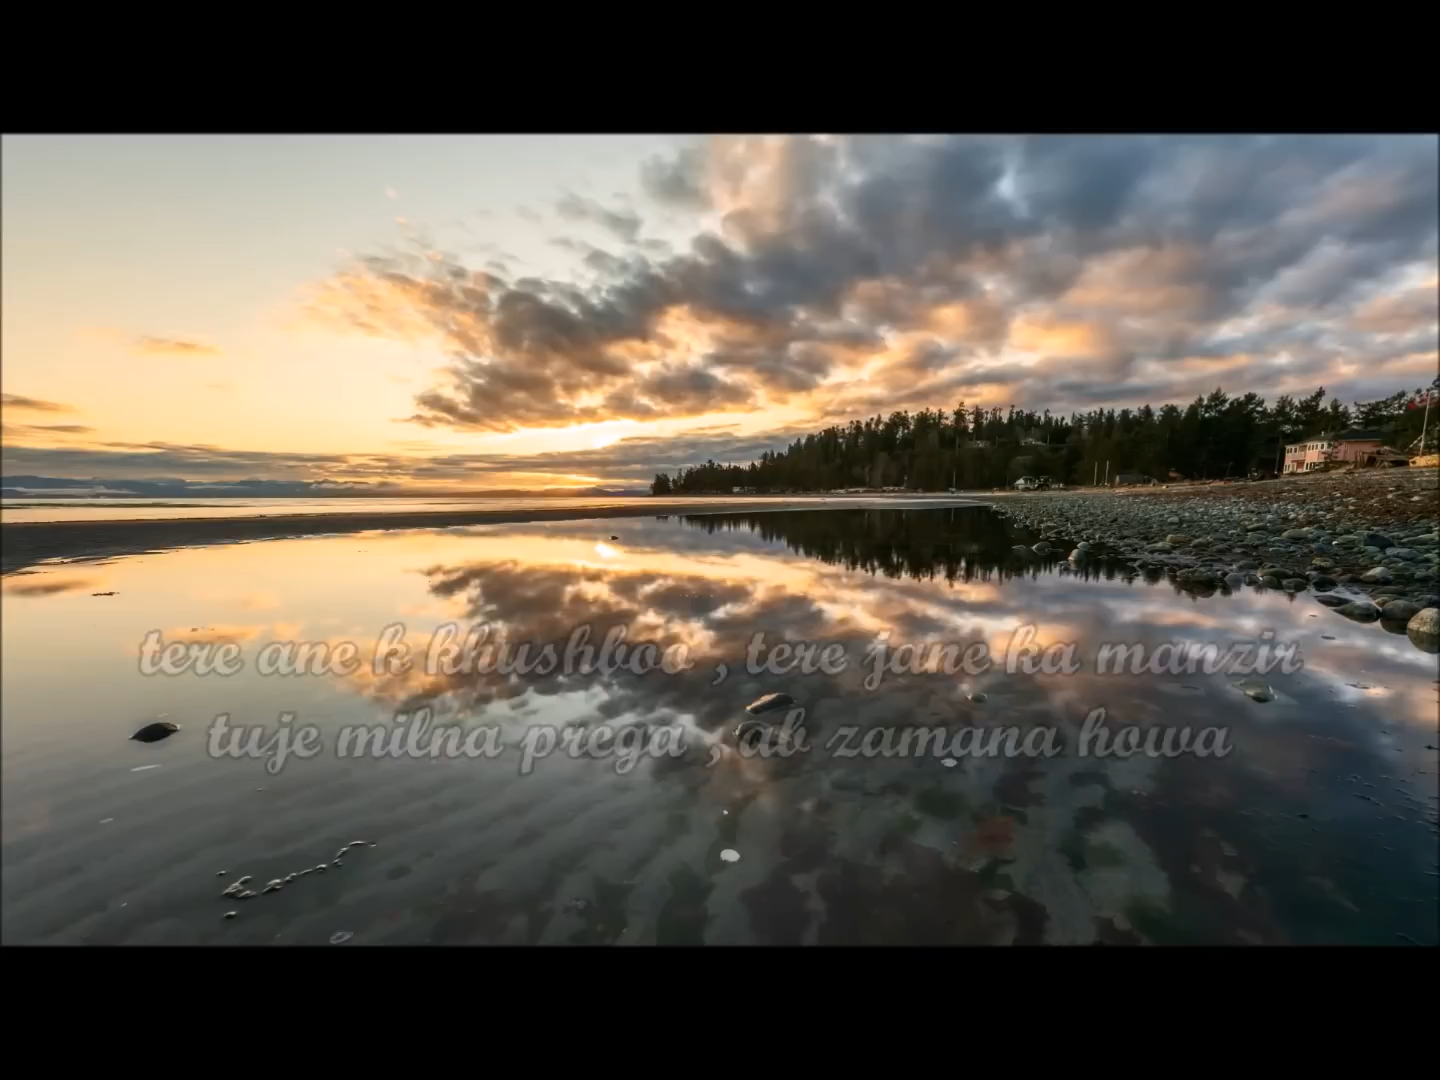 tere ane k khushboo , tere jane ka manzir
tuje milna prega , ab zamana howa